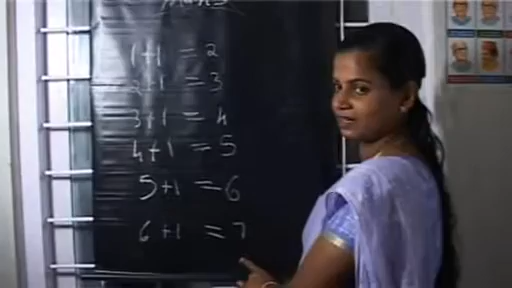 1+1 = 2
2+1 = 3
3+1 = 4
4+1 = 5
5+1 = 6
6+1 = 7